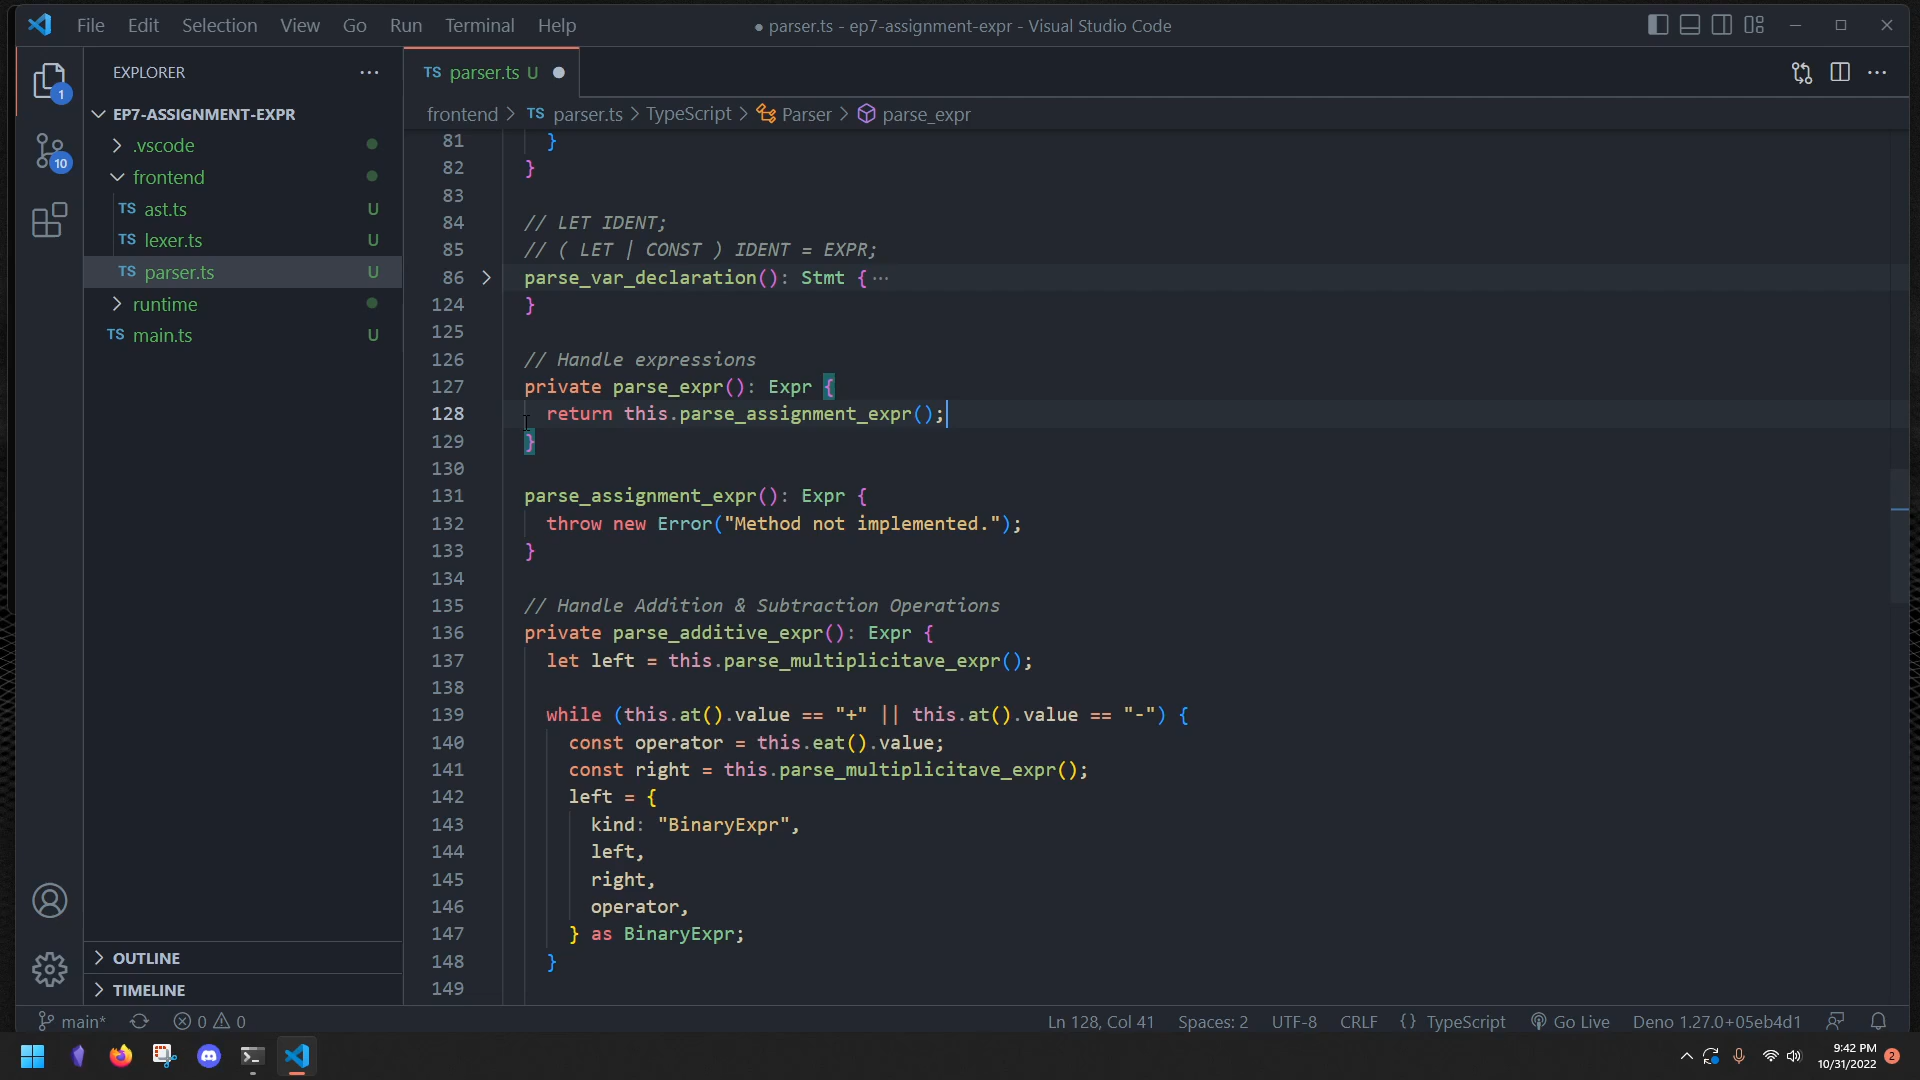 File Edit Selection View Go Run Terminal Help
● parser.ts - ep7-assignment-expr - Visual Studio Code
EXPLORER
1
EP7-ASSIGNMENT-EXPR
10
.vscode
frontend
TS ast.ts U
TS lexer.ts U
TS parser.ts U
runtime
TS main.ts U
OUTLINE
TIMELINE
TS parser.ts U
frontend > TS parser.ts > TypeScript > Parser > parse_expr
81 }
82 }
83
84 // LET IDENT;
85 // ( LET | CONST ) IDENT = EXPR;
86 parse_var_declaration(): Stmt {···
124 }
125
126 // Handle expressions
127 private parse_expr(): Expr {
128 return this.parse_assignment_expr();
129 }
130
131 parse_assignment_expr(): Expr {
132 throw new Error("Method not implemented.");
133 }
134
135 // Handle Addition & Subtraction Operations
136 private parse_additive_expr(): Expr {
137 let left = this.parse_multiplicitave_expr();
138
139 while (this.at().value == "+" || this.at().value == "-") {
140 const operator = this.eat().value;
141 const right = this.parse_multiplicitave_expr();
142 left = {
143 kind: "BinaryExpr",
144 left,
145 right,
146 operator,
147 } as BinaryExpr;
148 }
149
main* 0 0 Ln 128, Col 41 Spaces: 2 UTF-8 CRLF {} TypeScript Go Live Deno 1.27.0+05eb4d1
9:42 PM
10/31/2022
2